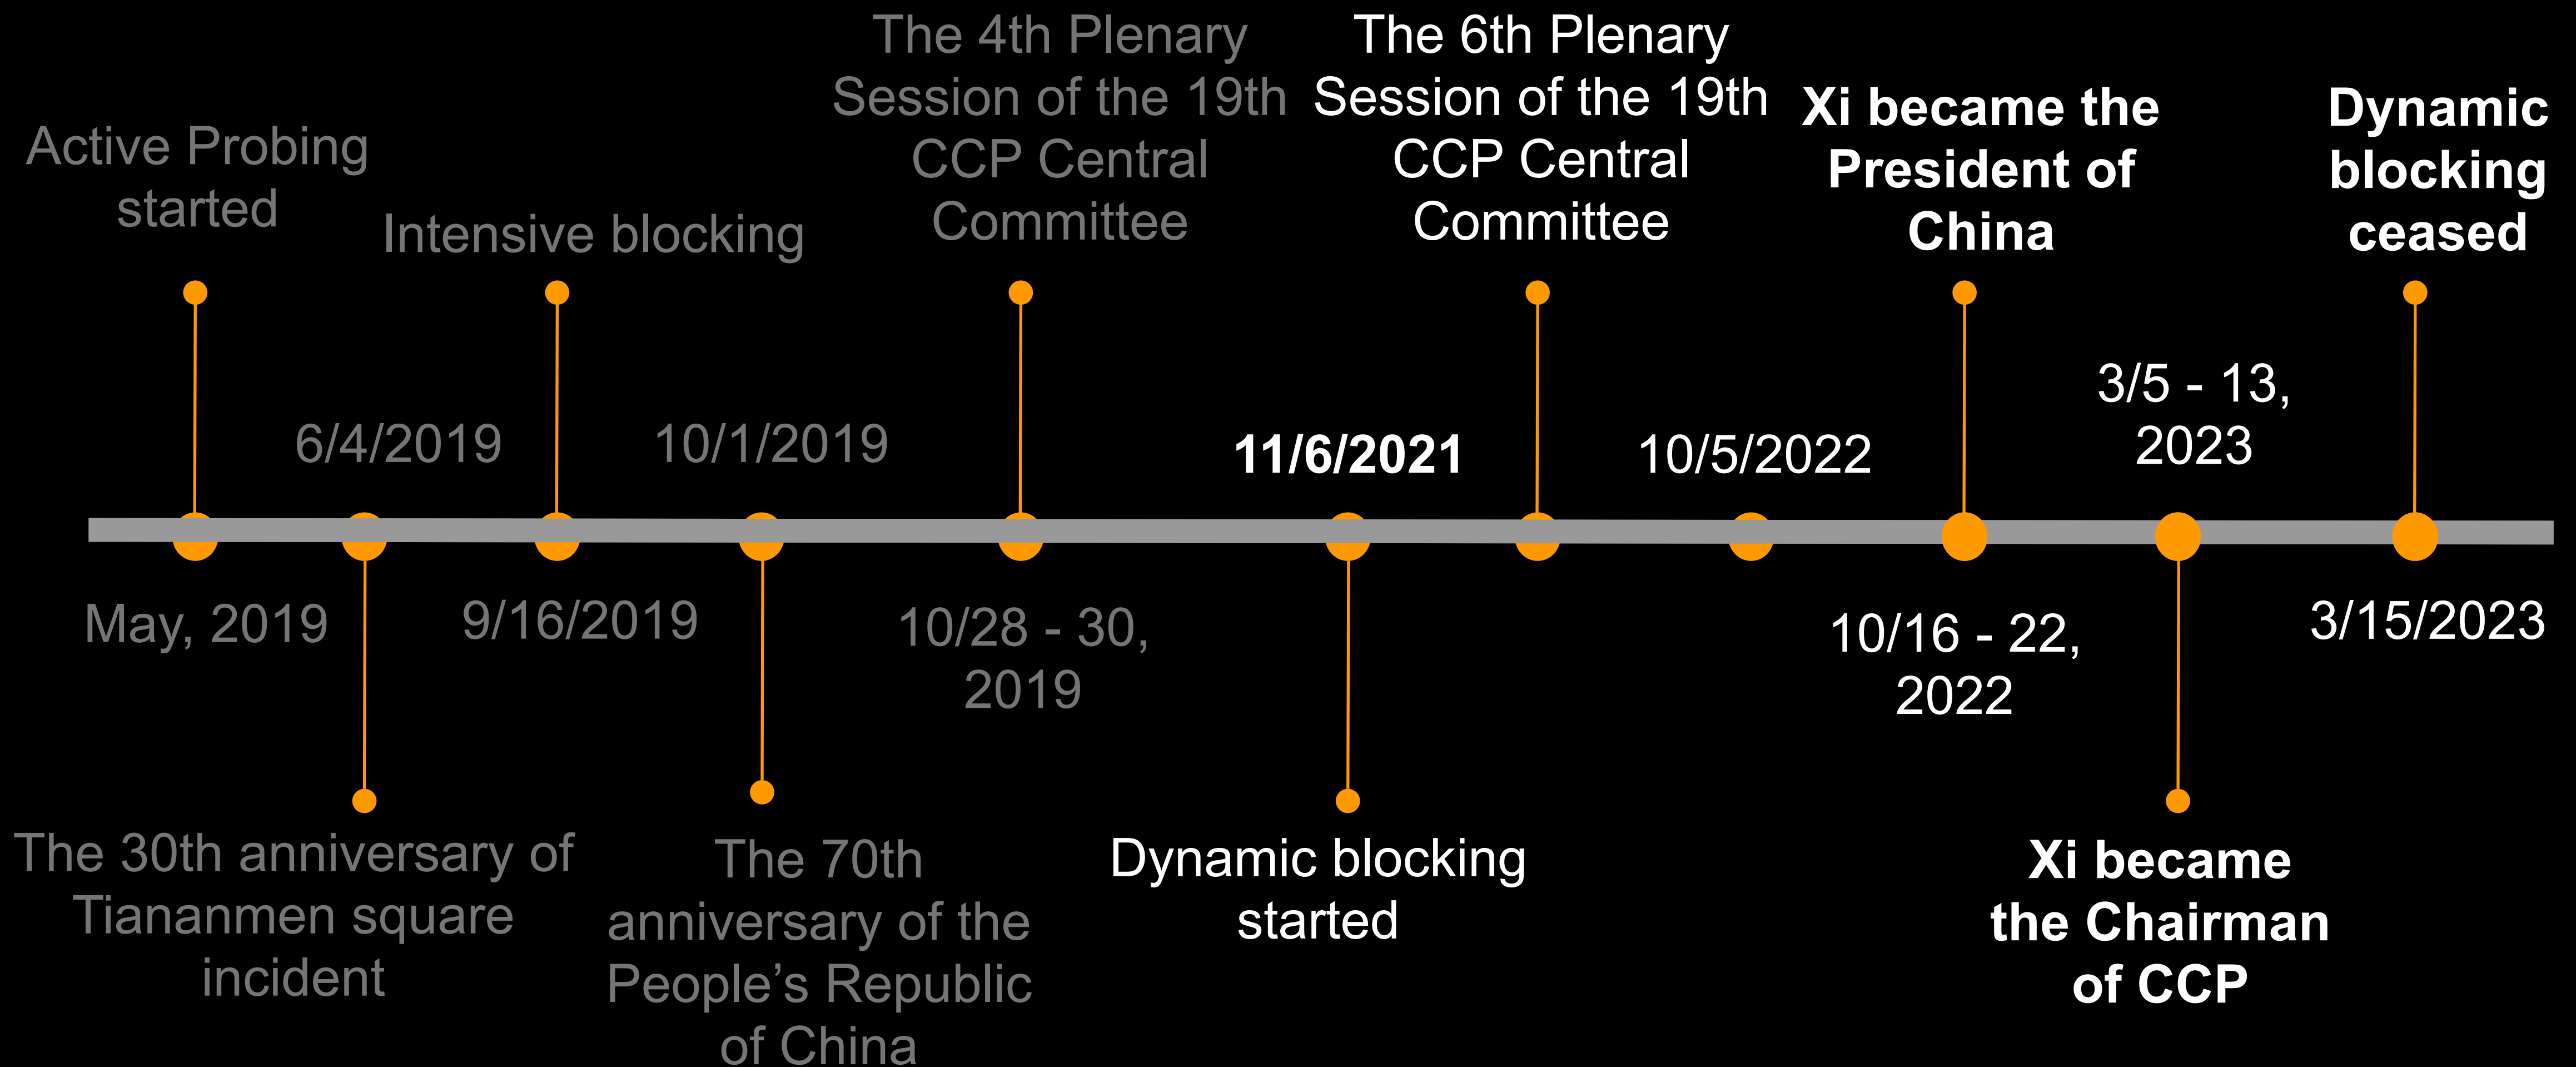 Active Probing
started
May, 2019
6/4/2019
The 30th anniversary of
Tiananmen square
incident
Intensive blocking
9/16/2019
10/1/2019
The 70th
anniversary of the
People’s Republic
of China
The 4th Plenary
Session of the 19th
CCP Central
Committee
10/28 - 30,
2019
11/6/2021
Dynamic blocking
started
The 6th Plenary
Session of the 19th
CCP Central
Committee
10/5/2022
Xi became the
President of
China
10/16 - 22,
2022
3/5 - 13,
2023
Xi became
the Chairman
of CCP
Dynamic
blocking
ceased
3/15/2023